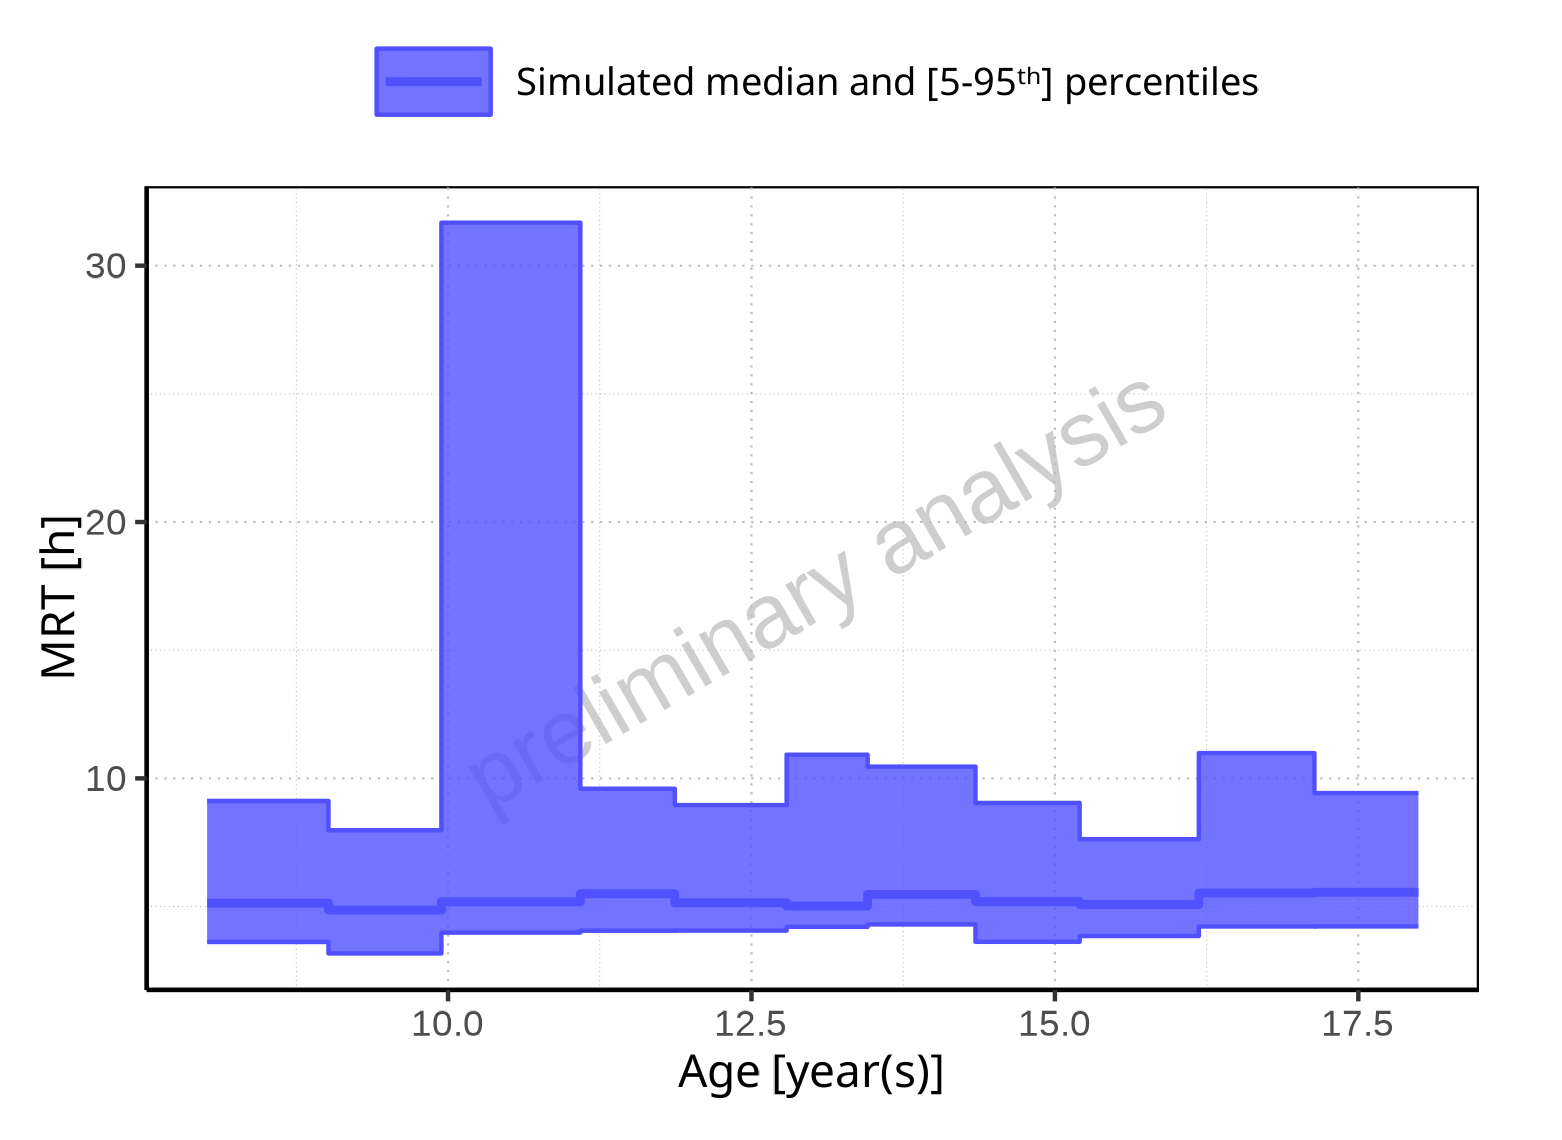 Simulated median and [5-95ᵗʰ] percentiles
30
20
10
MRT [h]
preliminary analysis
10.0 12.5 15.0 17.5
Age [year(s)]